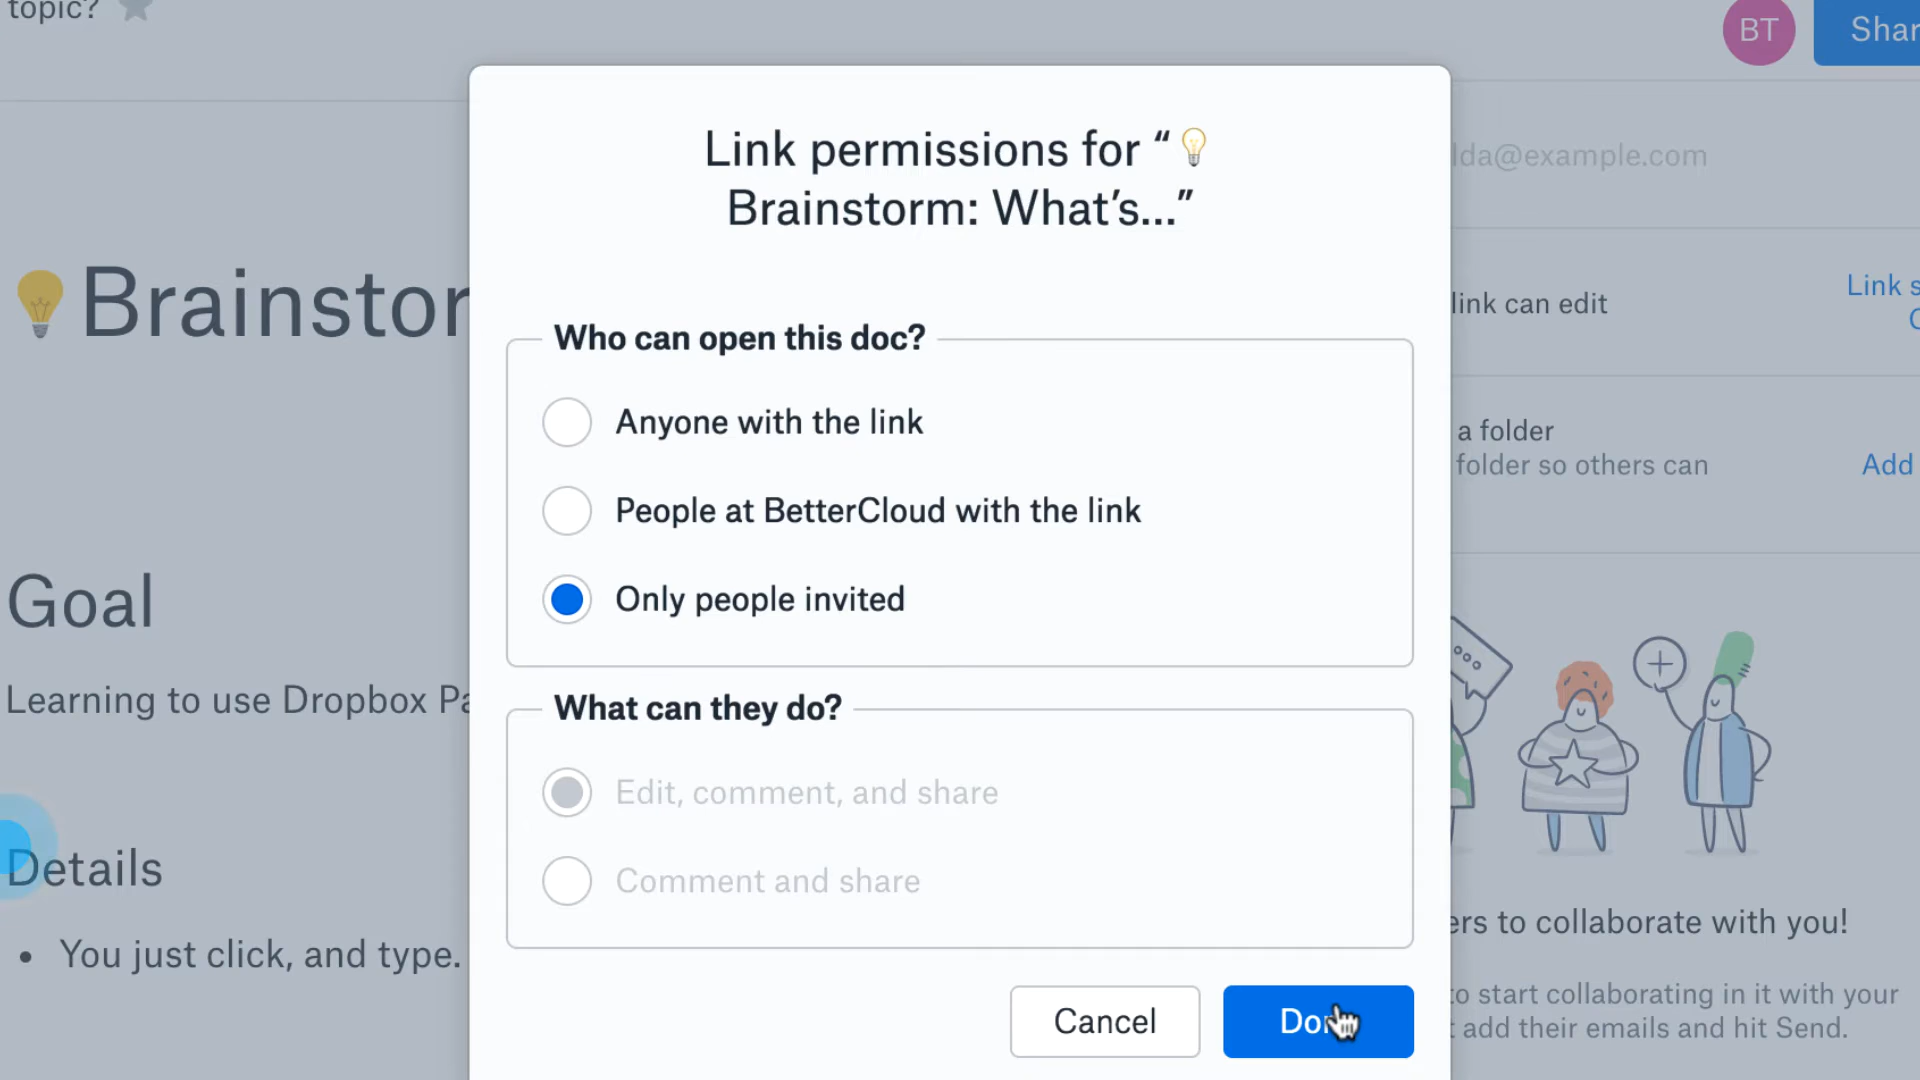 topic?
BT
Shar
Link permissions for “💡
Brainstorm: What’s...”
lda@example.com
💡Brainstor
link can edit
Link s
Who can open this doc?
Anyone with the link
People at BetterCloud with the link
Only people invited
a folder
folder so others can
Add
Goal
Learning to use Dropbox Pa
What can they do?
Edit, comment, and share
Comment and share
Details
• You just click, and type.
ers to collaborate with you!
to start collaborating in it with your
add their emails and hit Send.
Cancel
Don